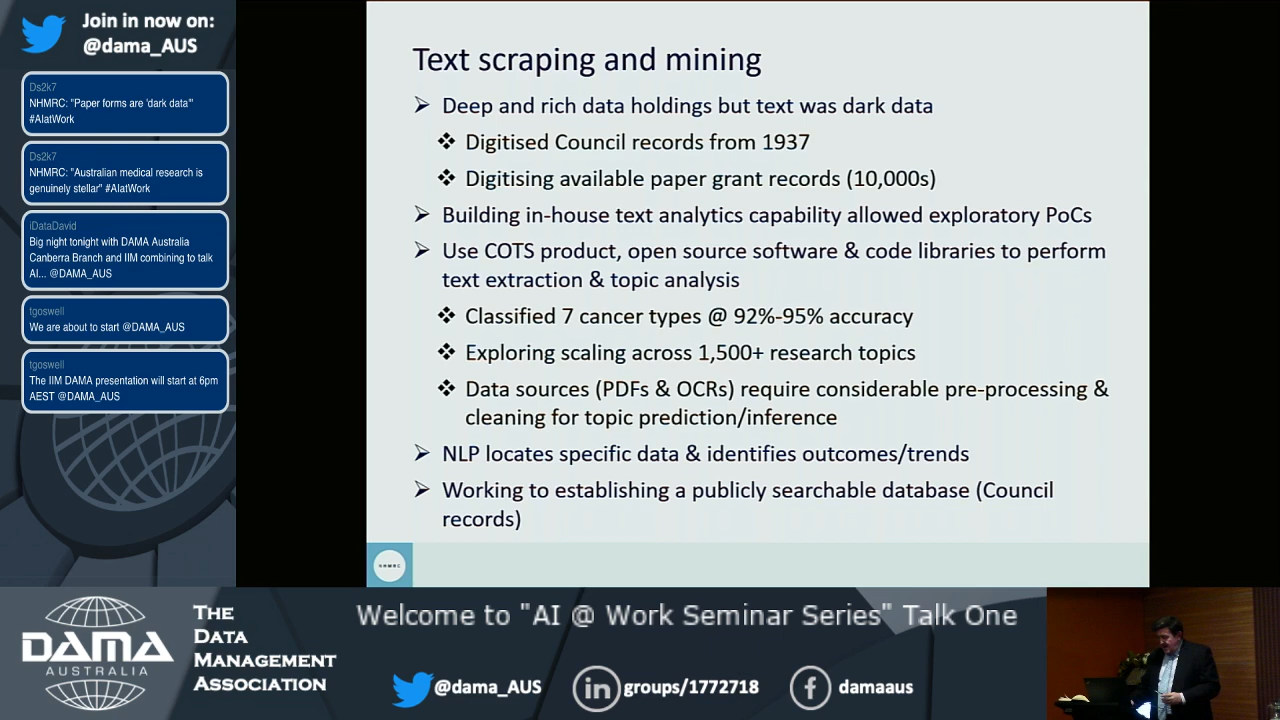 Join in now on:
@dama_AUS
Ds2k7
NHMRC: "Paper forms are 'dark data'"
#AIatWork
Ds2k7
NHMRC: "Australian medical research is
genuinely stellar" #AIatWork
iDataDavid
Big night tonight with DAMA Australia
Canberra Branch and IIM combining to talk
AI... @DAMA_AUS
tgoswell
We are about to start @DAMA_AUS
tgoswell
The IIM DAMA presentation will start at 6pm
AEST @DAMA_AUS
Text scraping and mining
➢ Deep and rich data holdings but text was dark data
❖ Digitised Council records from 1937
❖ Digitising available paper grant records (10,000s)
➢ Building in-house text analytics capability allowed exploratory PoCs
➢ Use COTS product, open source software & code libraries to perform
text extraction & topic analysis
❖ Classified 7 cancer types @ 92%-95% accuracy
❖ Exploring scaling across 1,500+ research topics
❖ Data sources (PDFs & OCRs) require considerable pre-processing &
cleaning for topic prediction/inference
➢ NLP locates specific data & identifies outcomes/trends
➢ Working to establishing a publicly searchable database (Council
records)
NHMRC
DAMA
AUSTRALIA
THE
DATA
MANAGEMENT
ASSOCIATION
Welcome to "AI @ Work Seminar Series" Talk One
@dama_AUS
in groups/1772718
f damaaus